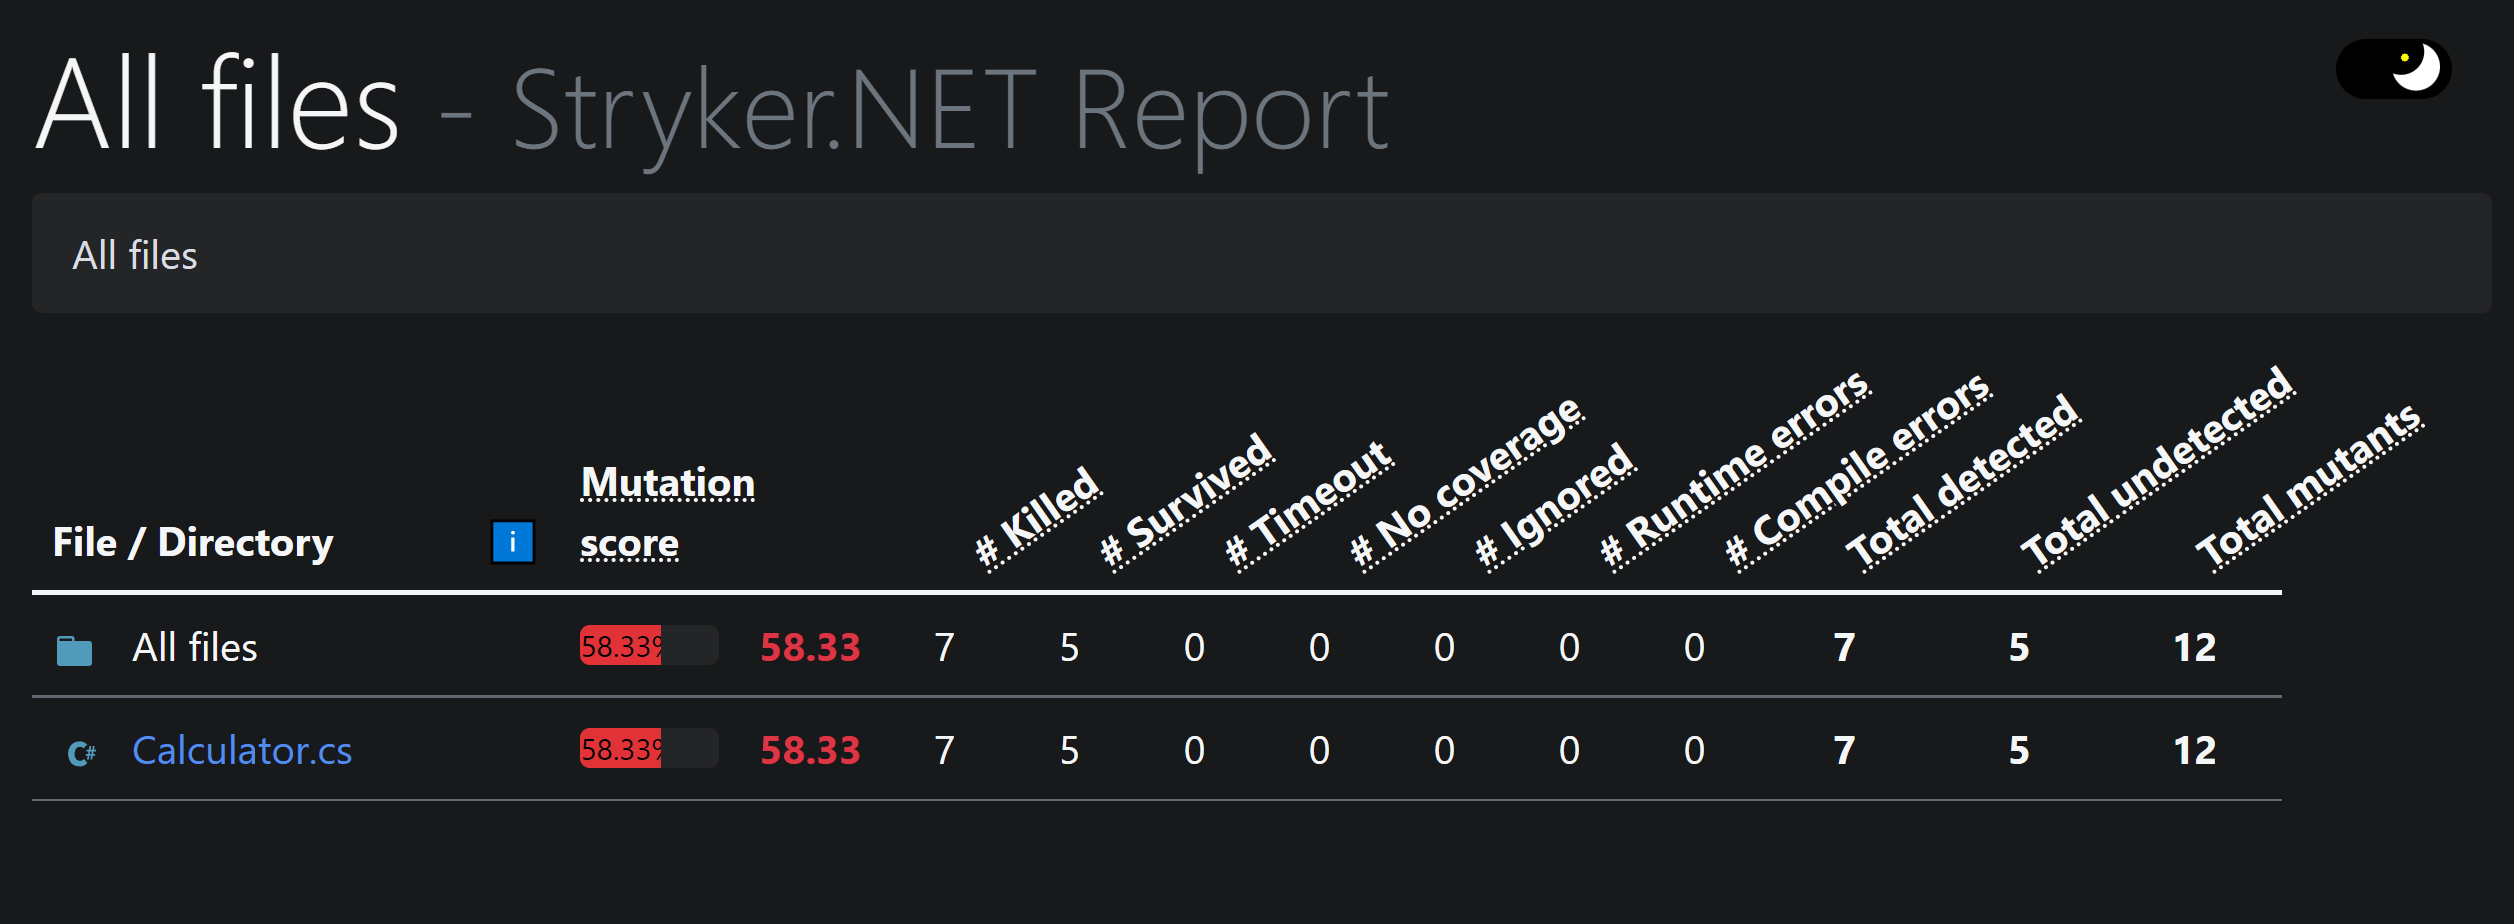 All files - Stryker.NET Report
All files
File / Directory i Mutation score # Killed # Survived # Timeout # No coverage # Ignored # Runtime errors # Compile errors Total detected Total undetected Total mutants
All files 58.33% 58.33 7 5 0 0 0 0 0 7 5 12
C# Calculator.cs 58.33% 58.33 7 5 0 0 0 0 0 7 5 12